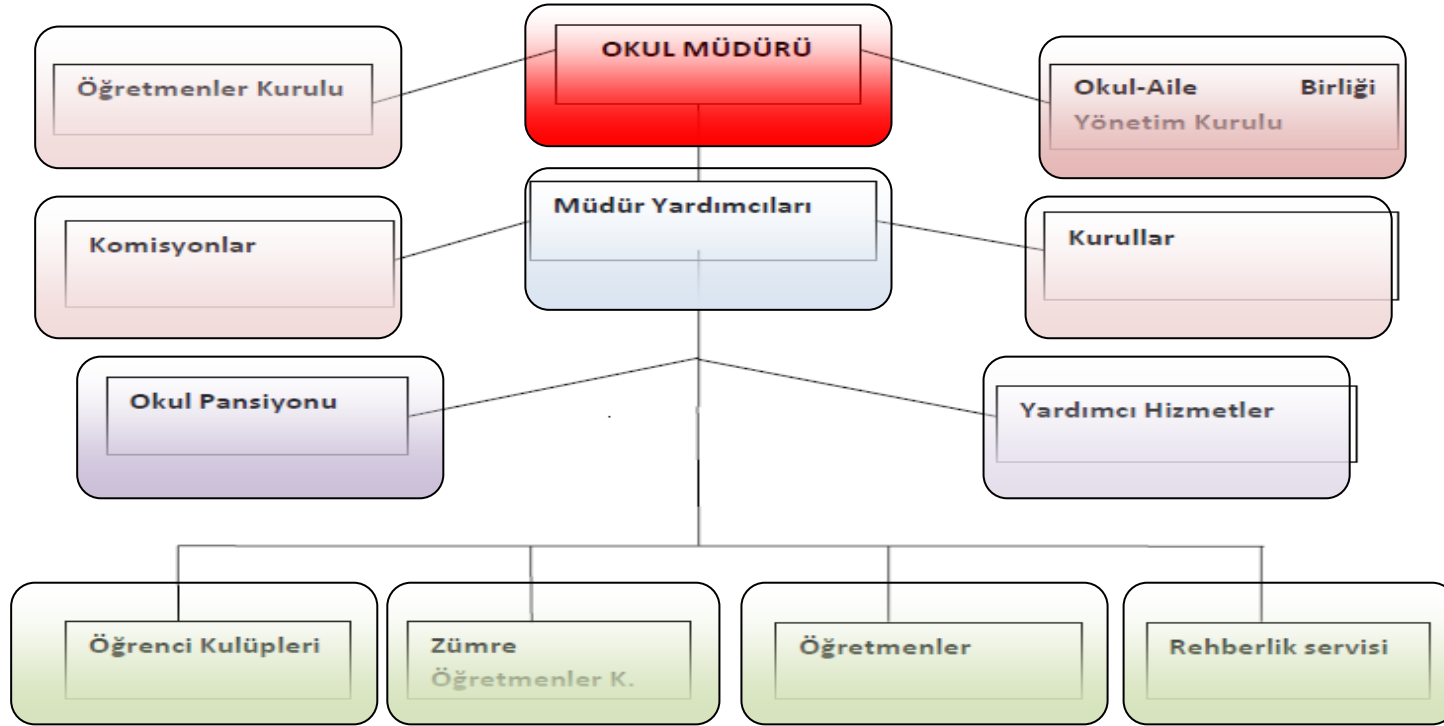 OKUL MÜDÜRÜ
Öğretmenler Kurulu
Okul-Aile Birliği
Yönetim Kurulu
Müdür Yardımcıları
Komisyonlar
Kurullar
Okul Pansiyonu
Yardımcı Hizmetler
Öğrenci Kulüpleri
Zümre
Öğretmenler K.
Öğretmenler
Rehberlik servisi